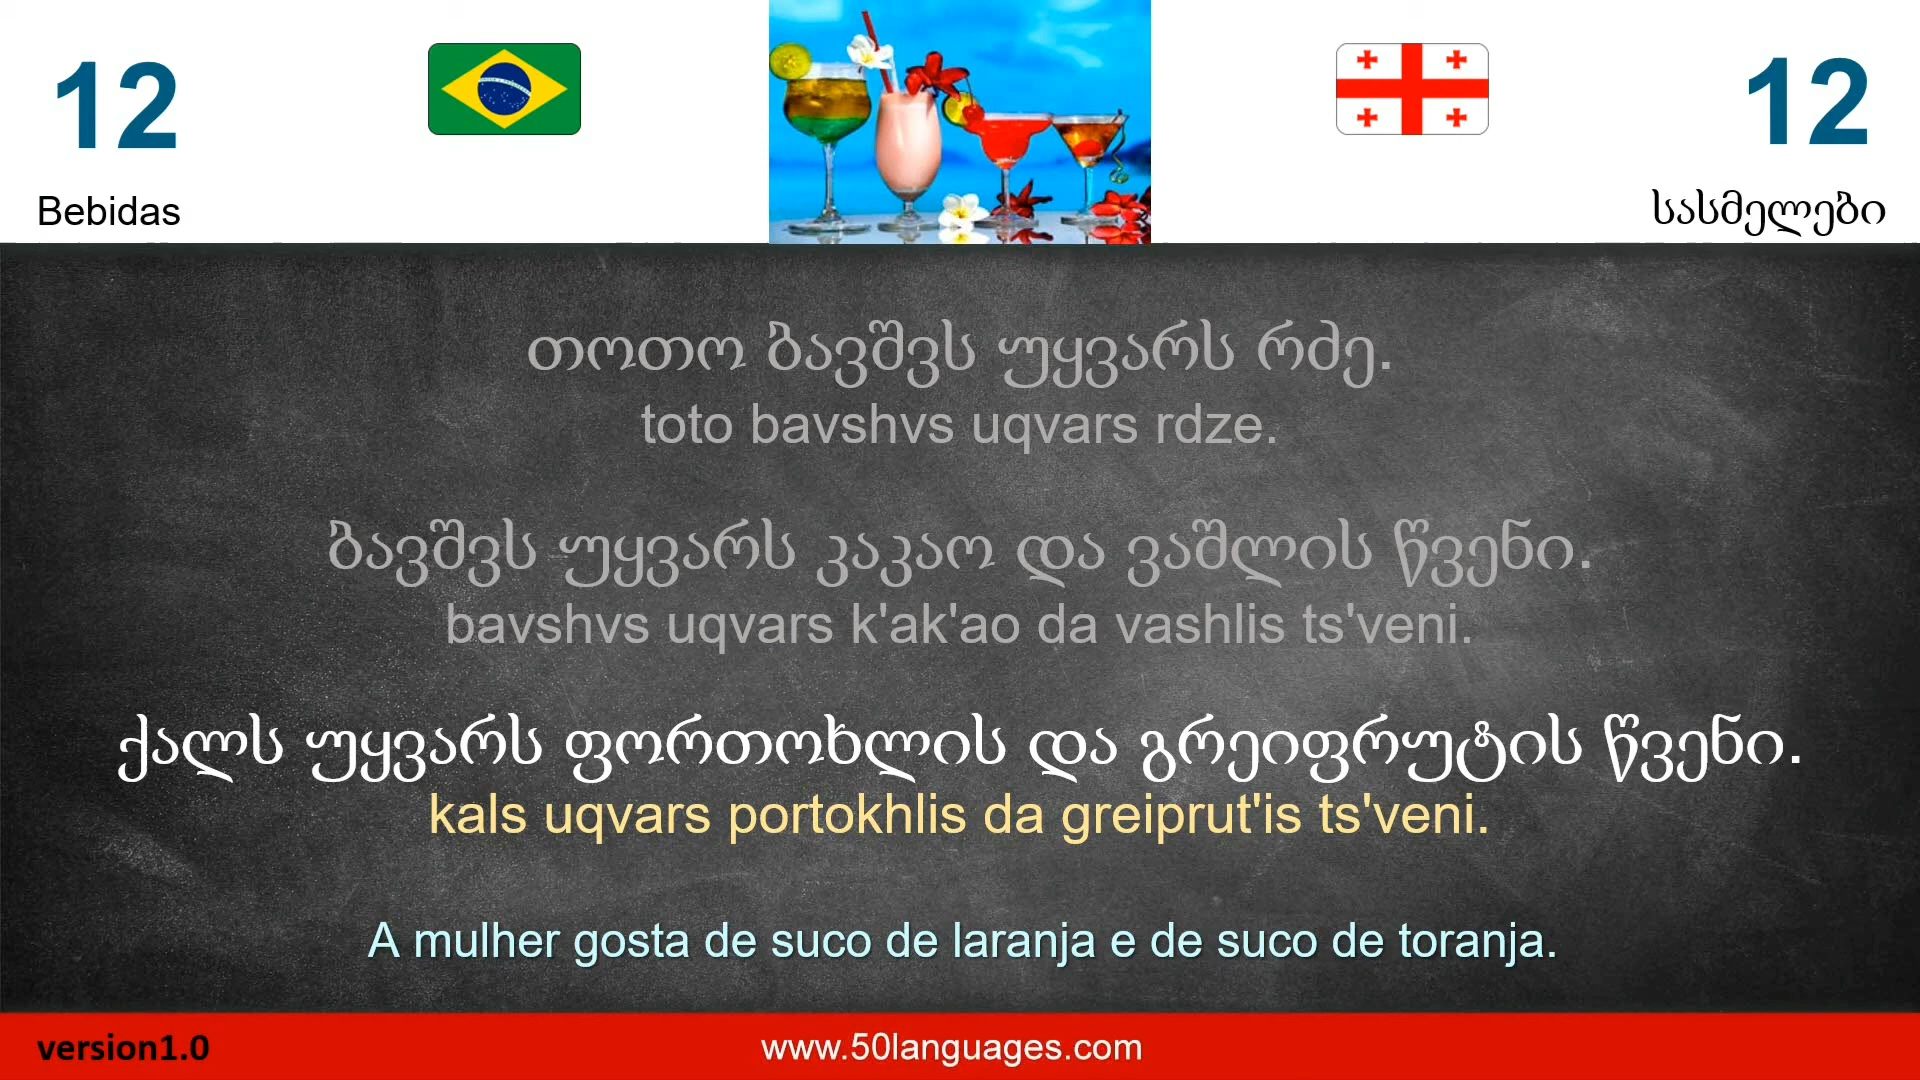 12
12
Bebidas
სასმელები
თოთო ბავშვს უყვარს რძე.
toto bavshvs uqvars rdze.
ბავშვს უყვარს კაკაო და ვაშლის წვენი.
bavshvs uqvars k'ak'ao da vashlis ts'veni.
ქალს უყვარს ფორთოხლის და გრეიფრუტის წვენი.
kals uqvars portokhlis da greiprut'is ts'veni.
A mulher gosta de suco de laranja e de suco de toranja.
version1.0
www.50languages.com